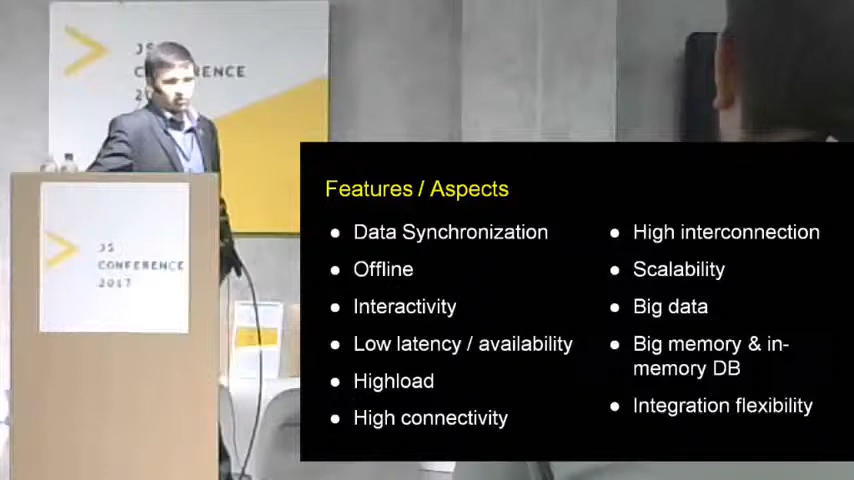 JS
CONFERENCE
20
JS
CONFERENCE
2017
Features / Aspects
● Data Synchronization
● Offline
● Interactivity
● Low latency / availability
● Highload
● High connectivity
● High interconnection
● Scalability
● Big data
● Big memory & in-
memory DB
● Integration flexibility